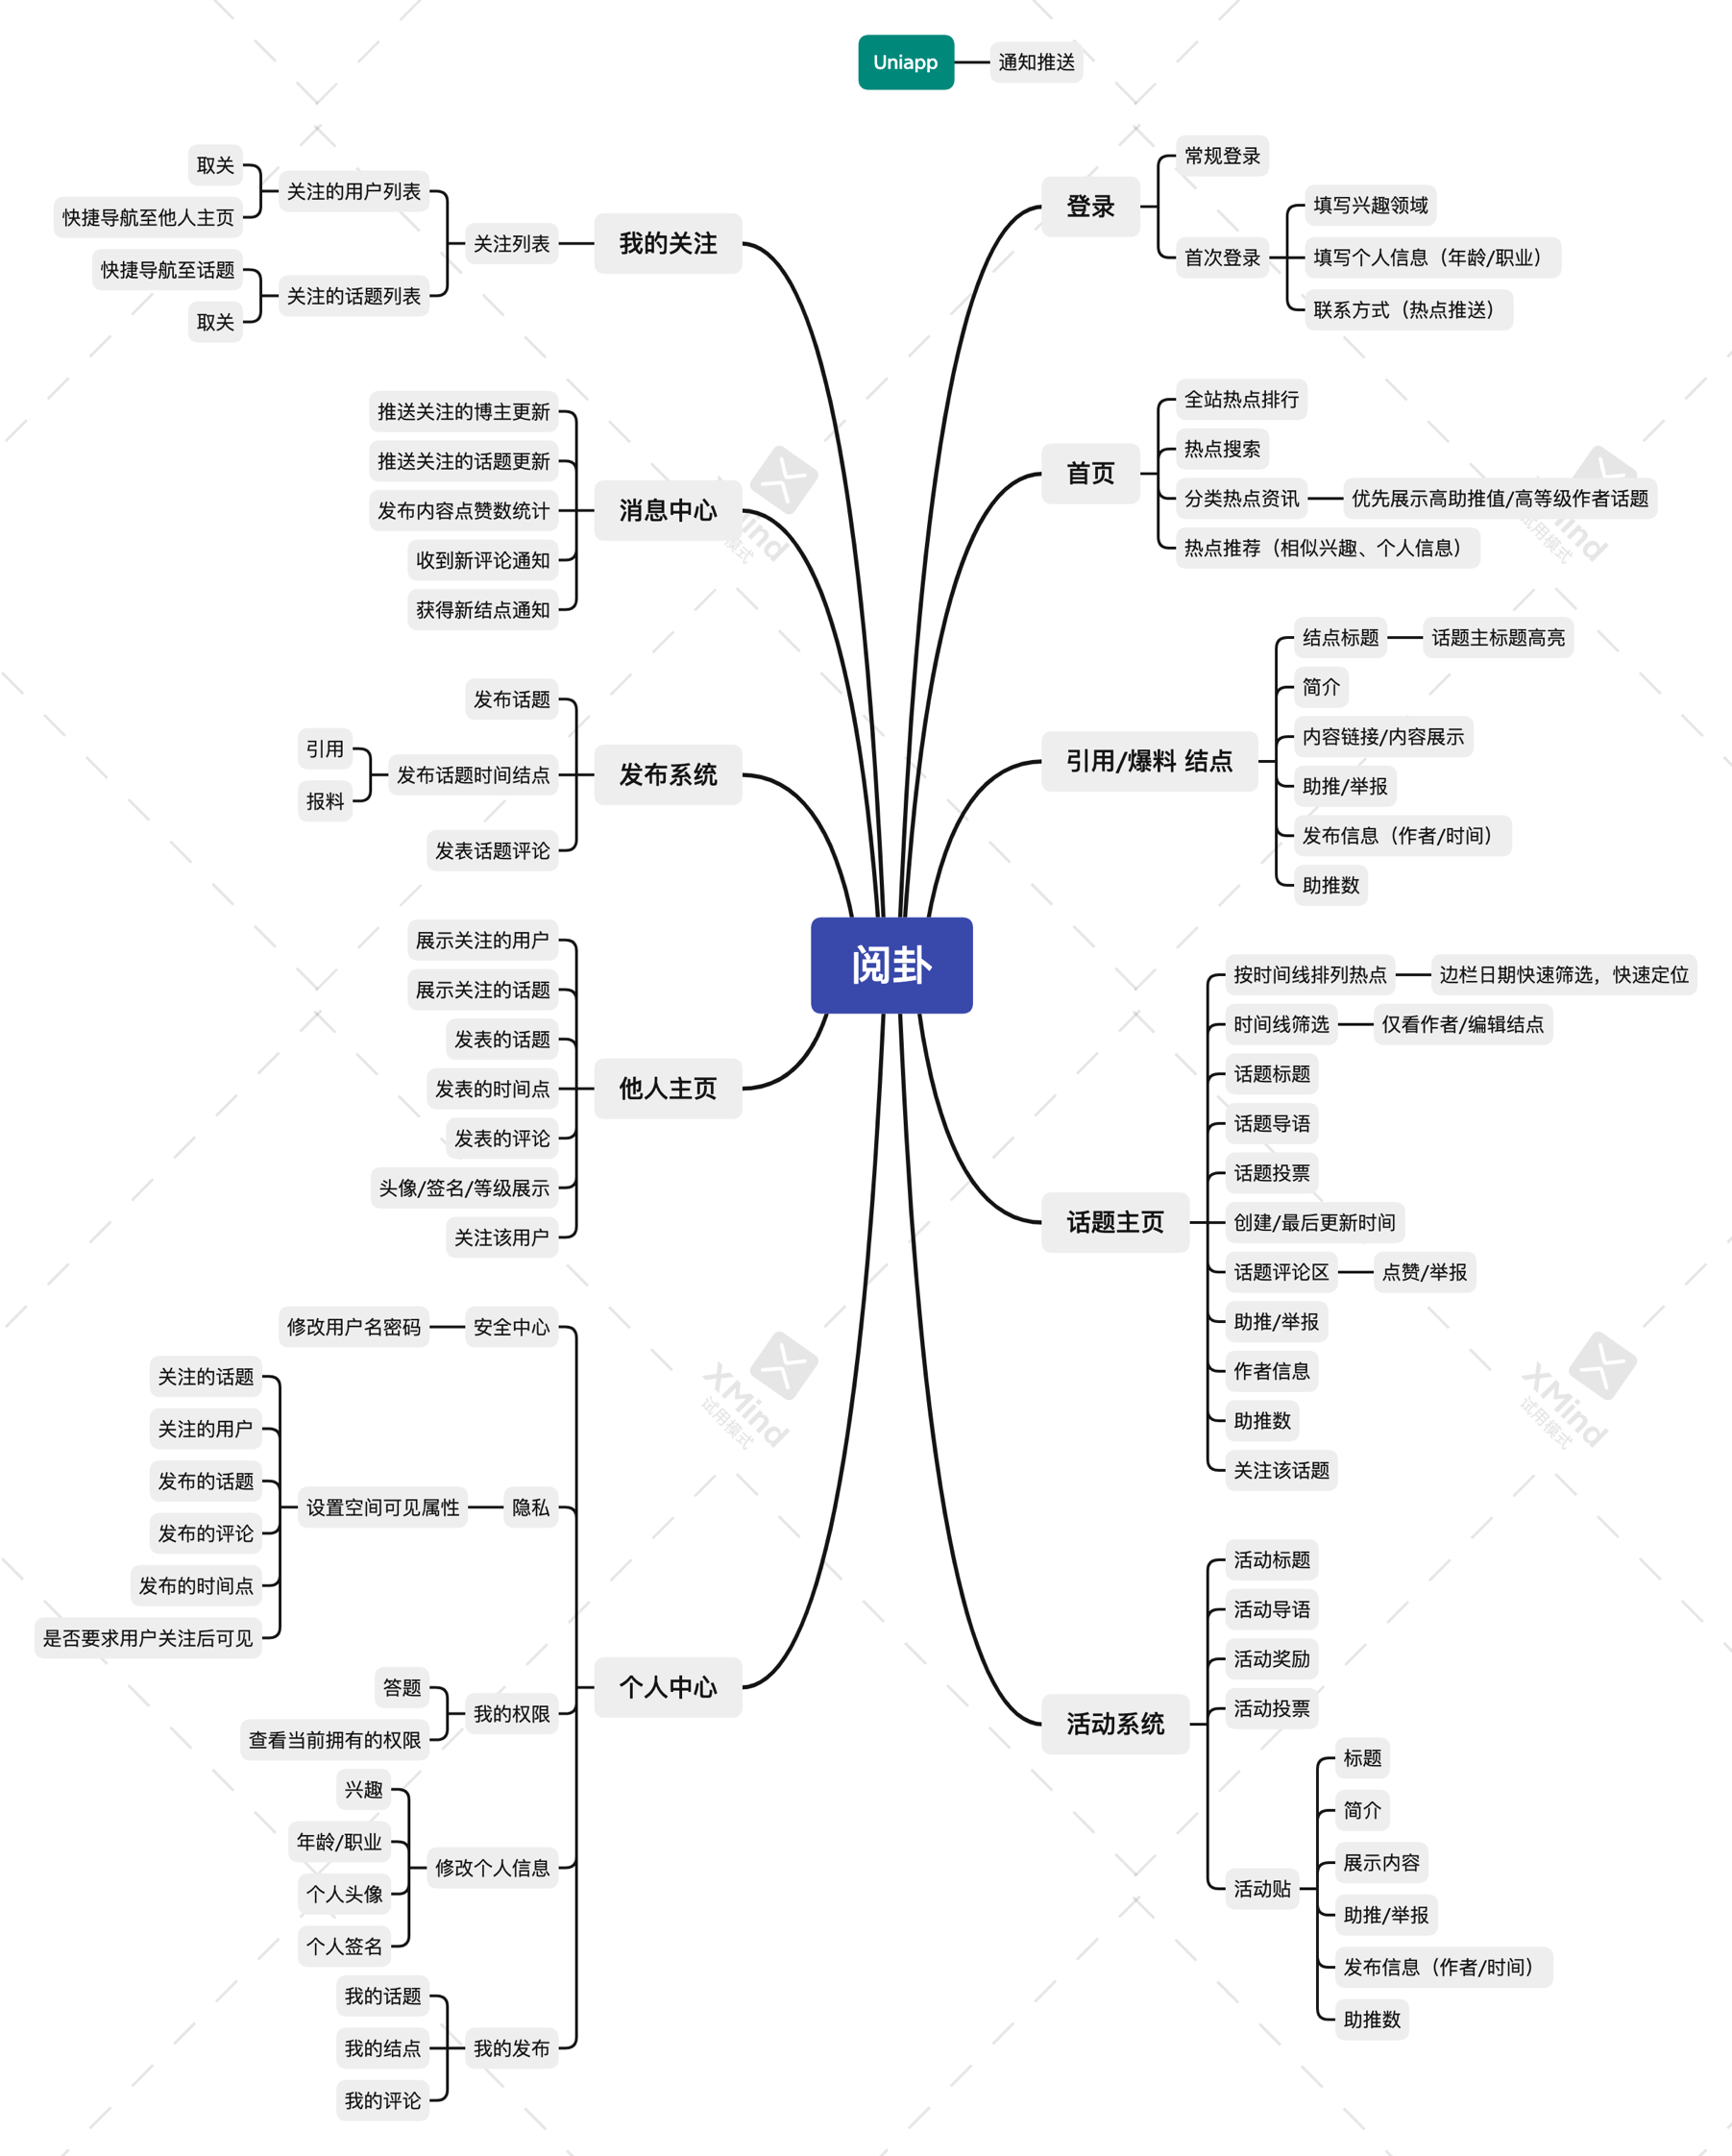 Uniapp
通知推送
阅卦
登录
常规登录
首次登录
填写兴趣领域
填写个人信息（年龄/职业）
联系方式（热点推送）
首页
全站热点排行
热点搜索
分类热点资讯
优先展示高助推值/高等级作者话题
热点推荐（相似兴趣、个人信息）
引用/爆料 结点
结点标题
话题主标题高亮
简介
内容链接/内容展示
助推/举报
发布信息（作者/时间）
助推数
话题主页
按时间线排列热点
边栏日期快速筛选，快速定位
时间线筛选
仅看作者/编辑结点
话题标题
话题导语
话题投票
创建/最后更新时间
话题评论区
点赞/举报
助推/举报
作者信息
助推数
关注该话题
活动系统
活动标题
活动导语
活动奖励
活动投票
活动贴
标题
简介
展示内容
助推/举报
发布信息（作者/时间）
助推数
我的关注
关注列表
关注的用户列表
取关
快捷导航至他人主页
关注的话题列表
快捷导航至话题
取关
消息中心
推送关注的博主更新
推送关注的话题更新
发布内容点赞数统计
收到新评论通知
获得新结点通知
发布系统
发布话题
发布话题时间结点
引用
报料
发表话题评论
他人主页
展示关注的用户
展示关注的话题
发表的话题
发表的时间点
发表的评论
头像/签名/等级展示
关注该用户
个人中心
安全中心
修改用户名密码
隐私
设置空间可见属性
关注的话题
关注的用户
发布的话题
发布的评论
发布的时间点
是否要求用户关注后可见
我的权限
答题
查看当前拥有的权限
修改个人信息
兴趣
年龄/职业
个人头像
个人签名
我的发布
我的话题
我的结点
我的评论
XMind
试用模式
XMind
试用模式